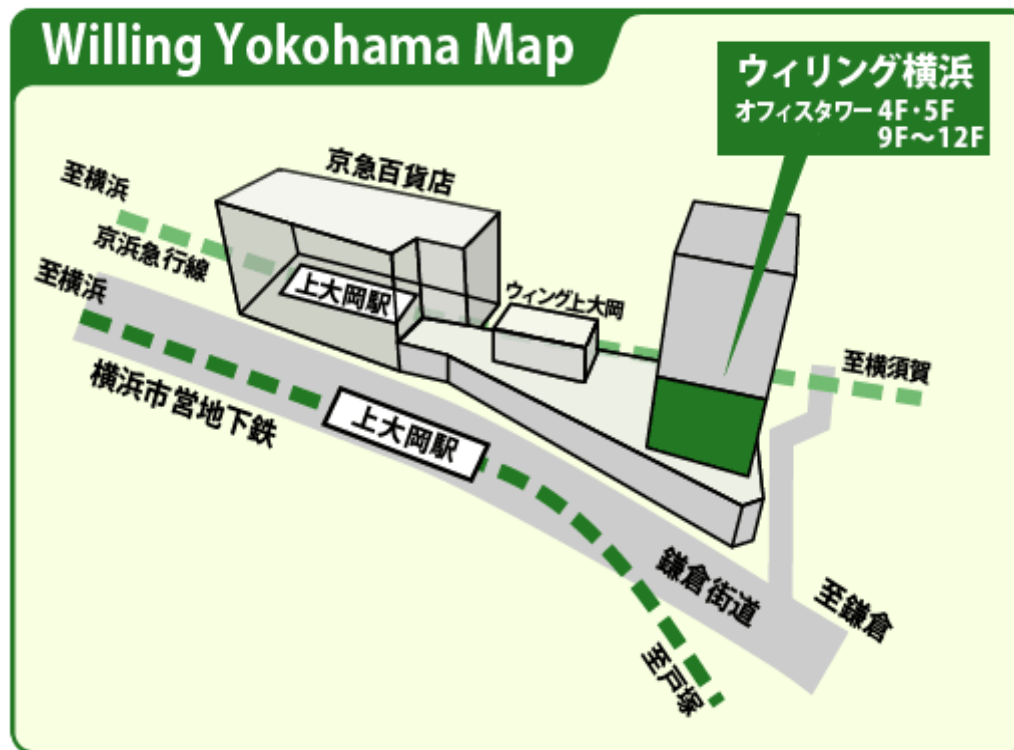 Willing Yokohama Map
ウィリング横浜
オフィスタワー 4F・5F
9F～12F
京急百貨店
至横浜
京浜急行線
至横浜
上大岡駅
ウィング上大岡
至横須賀
横浜市営地下鉄
上大岡駅
鎌倉街道
至鎌倉
至戸塚